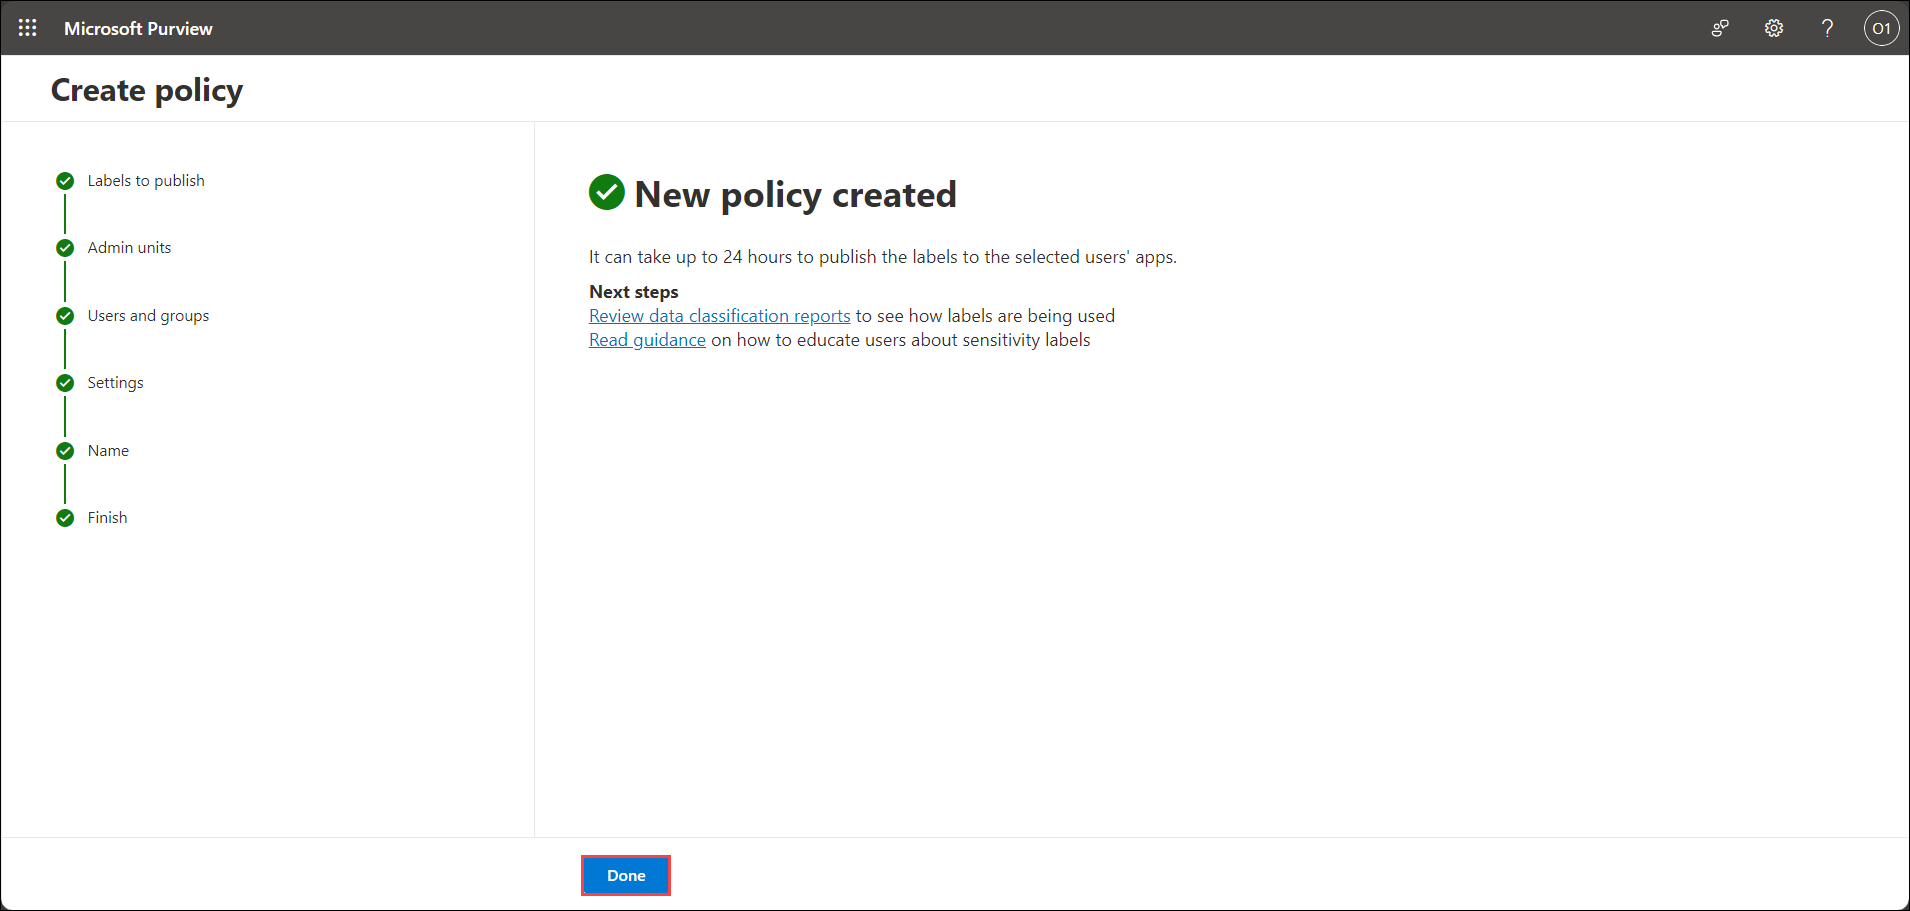 Microsoft Purview
?
O1
Create policy
Labels to publish
Admin units
Users and groups
Settings
Name
Finish
New policy created
It can take up to 24 hours to publish the labels to the selected users' apps.
Next steps
Review data classification reports to see how labels are being used
Read guidance on how to educate users about sensitivity labels
Done